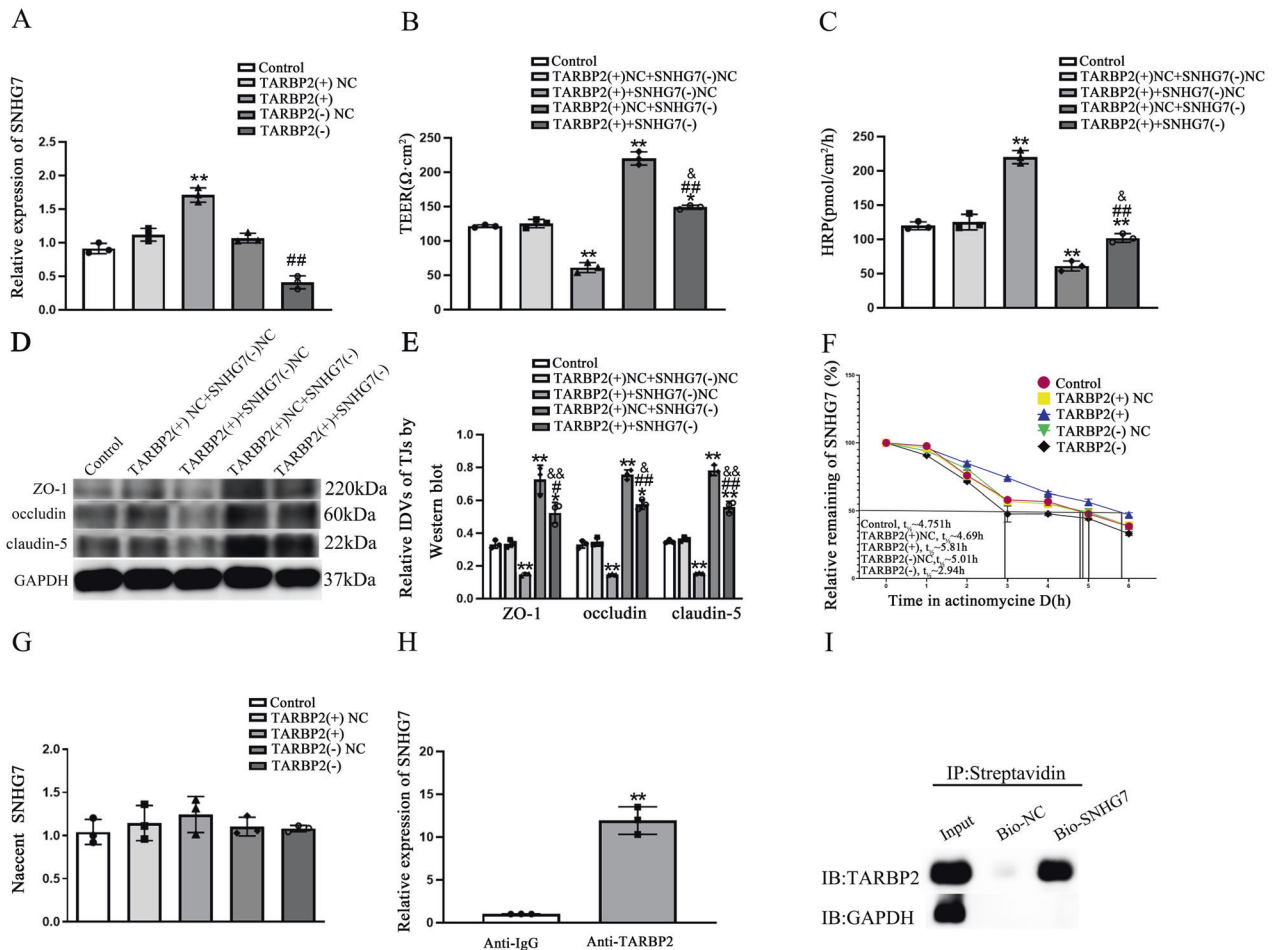 A
Control
TARBP2(+) NC
TARBP2(+)
TARBP2(-) NC
TARBP2(-)
Relative expression of SNHG7
2.5
2.0
1.5
1.0
0.5
0.0
**
##
B
Control
TARBP2(+)NC+SNHG7(-)NC
TARBP2(+)+SNHG7(-)NC
TARBP2(+)NC+SNHG7(-)
TARBP2(+)+SNHG7(-)
TEER(Ω·cm²)
250
200
150
100
50
0
**
**
&
##
*
C
Control
TARBP2(+)NC+SNHG7(-)NC
TARBP2(+)+SNHG7(-)NC
TARBP2(+)NC+SNHG7(-)
TARBP2(+)+SNHG7(-)
HRP(pmol/cm²/h)
250
200
150
100
50
0
**
**
&
##
**
D
Control
TARBP2(+) NC+SNHG7(-)NC
TARBP2(+)+SNHG7(-)NC
TARBP2(+)NC+SNHG7(-)
TARBP2(+)+SNHG7(-)
ZO-1 220kDa
occludin 60kDa
claudin-5 22kDa
GAPDH 37kDa
E
Control
TARBP2(+)NC+SNHG7(-)NC
TARBP2(+)+SNHG7(-)NC
TARBP2(+)NC+SNHG7(-)
TARBP2(+)+SNHG7(-)
Relative IDVs of TJs by
Western blot
1.0
0.8
0.6
0.4
0.2
0.0
**
**
&&
#
*
**
**
&
##
*
**
**
&&
##
**
ZO-1 occludin claudin-5
F
Control
TARBP2(+) NC
TARBP2(+)
TARBP2(-) NC
TARBP2(-)
Relative remaining of SNHG7 (%)
150
100
50
0
Control, t½~4.751h
TARBP2(+)NC, t½~4.69h
TARBP2(+), t½~5.81h
TARBP2(-)NC,t½~5.01h
TARBP2(-), t½~2.94h
0 1 2 3 4 5 6
Time in actinomycine D(h)
G
Control
TARBP2(+) NC
TARBP2(+)
TARBP2(-) NC
TARBP2(-)
Naecent SNHG7
2.0
1.5
1.0
0.5
0.0
H
Relative expression of SNHG7
20
15
10
5
0
**
Anti-IgG Anti-TARBP2
I
IP:Streptavidin
Input Bio-NC Bio-SNHG7
IB:TARBP2
IB:GAPDH